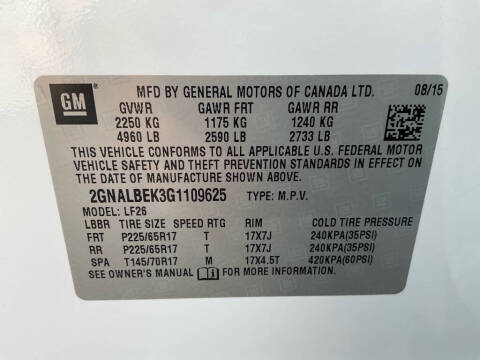 GM
MFD BY GENERAL MOTORS OF CANADA LTD. 08/15
GVWR GAWR FRT GAWR RR
2250 KG 1175 KG 1240 KG
4960 LB 2590 LB 2733 LB
THIS VEHICLE CONFORMS TO ALL APPLICABLE U.S. FEDERAL MOTOR
VEHICLE SAFETY AND THEFT PREVENTION STANDARDS IN EFFECT ON THE
DATE OF MANUFACTURE SHOWN ABOVE.
2GNALBEK3G1109625 TYPE: M.P.V.
MODEL: LF26
LBBR TIRE SIZE SPEED RTG RIM COLD TIRE PRESSURE
FRT P225/65R17 T 17X7J 240KPA(35PSI)
RR P225/65R17 T 17X7J 240KPA(35PSI)
SPA T145/70R17 M 17X4.5T 420KPA(60PSI)
SEE OWNER'S MANUAL FOR MORE INFORMATION